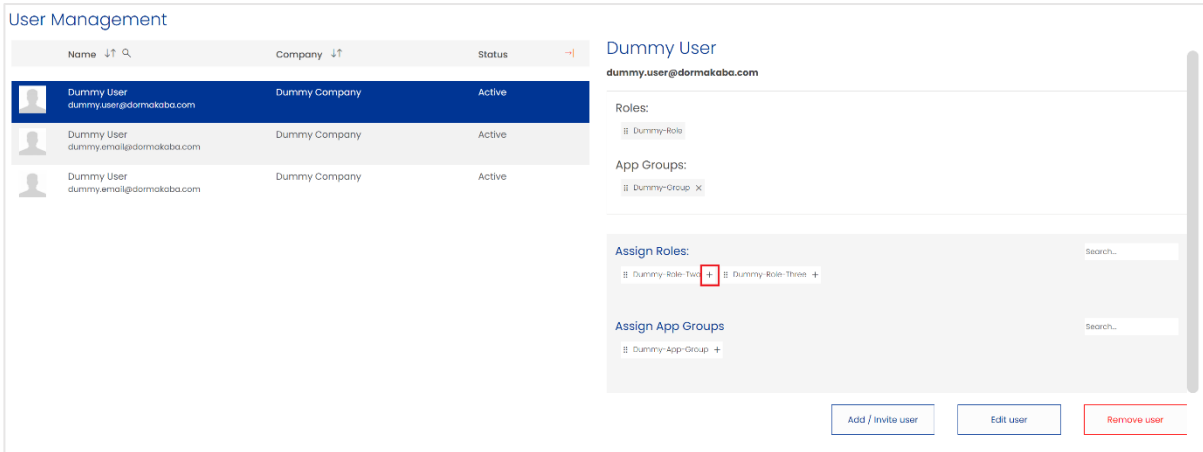 User Management
Name
Company
Status
Dummy User
dummy.user@dormakaba.com
Dummy Company
Active
Dummy User
dummy.email@dormakaba.com
Dummy Company
Active
Dummy User
dummy.email@dormakaba.com
Dummy Company
Active
Dummy User
dummy.user@dormakaba.com
Roles:
Dummy-Role
App Groups:
Dummy-Group ×
Assign Roles:
Search...
Dummy-Role-Two + Dummy-Role-Three +
Assign App Groups
Search...
Dummy-App-Group +
Add / Invite user
Edit user
Remove user